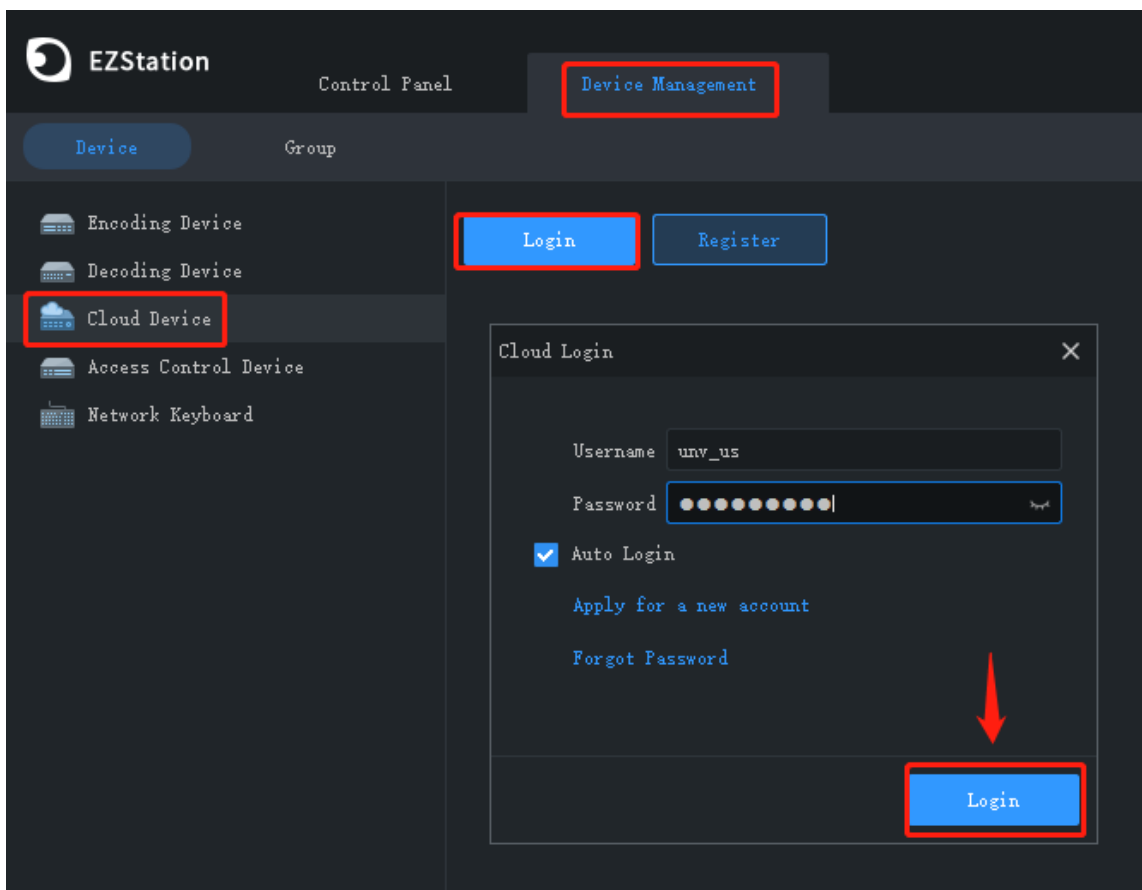 EZStation
Control Panel
Device Management
Device
Group
Encoding Device
Decoding Device
Cloud Device
Access Control Device
Network Keyboard
Login
Register
Cloud Login
Username
unv_us
Password
●●●●●●●●●
Auto Login
Apply for a new account
Forgot Password
Login